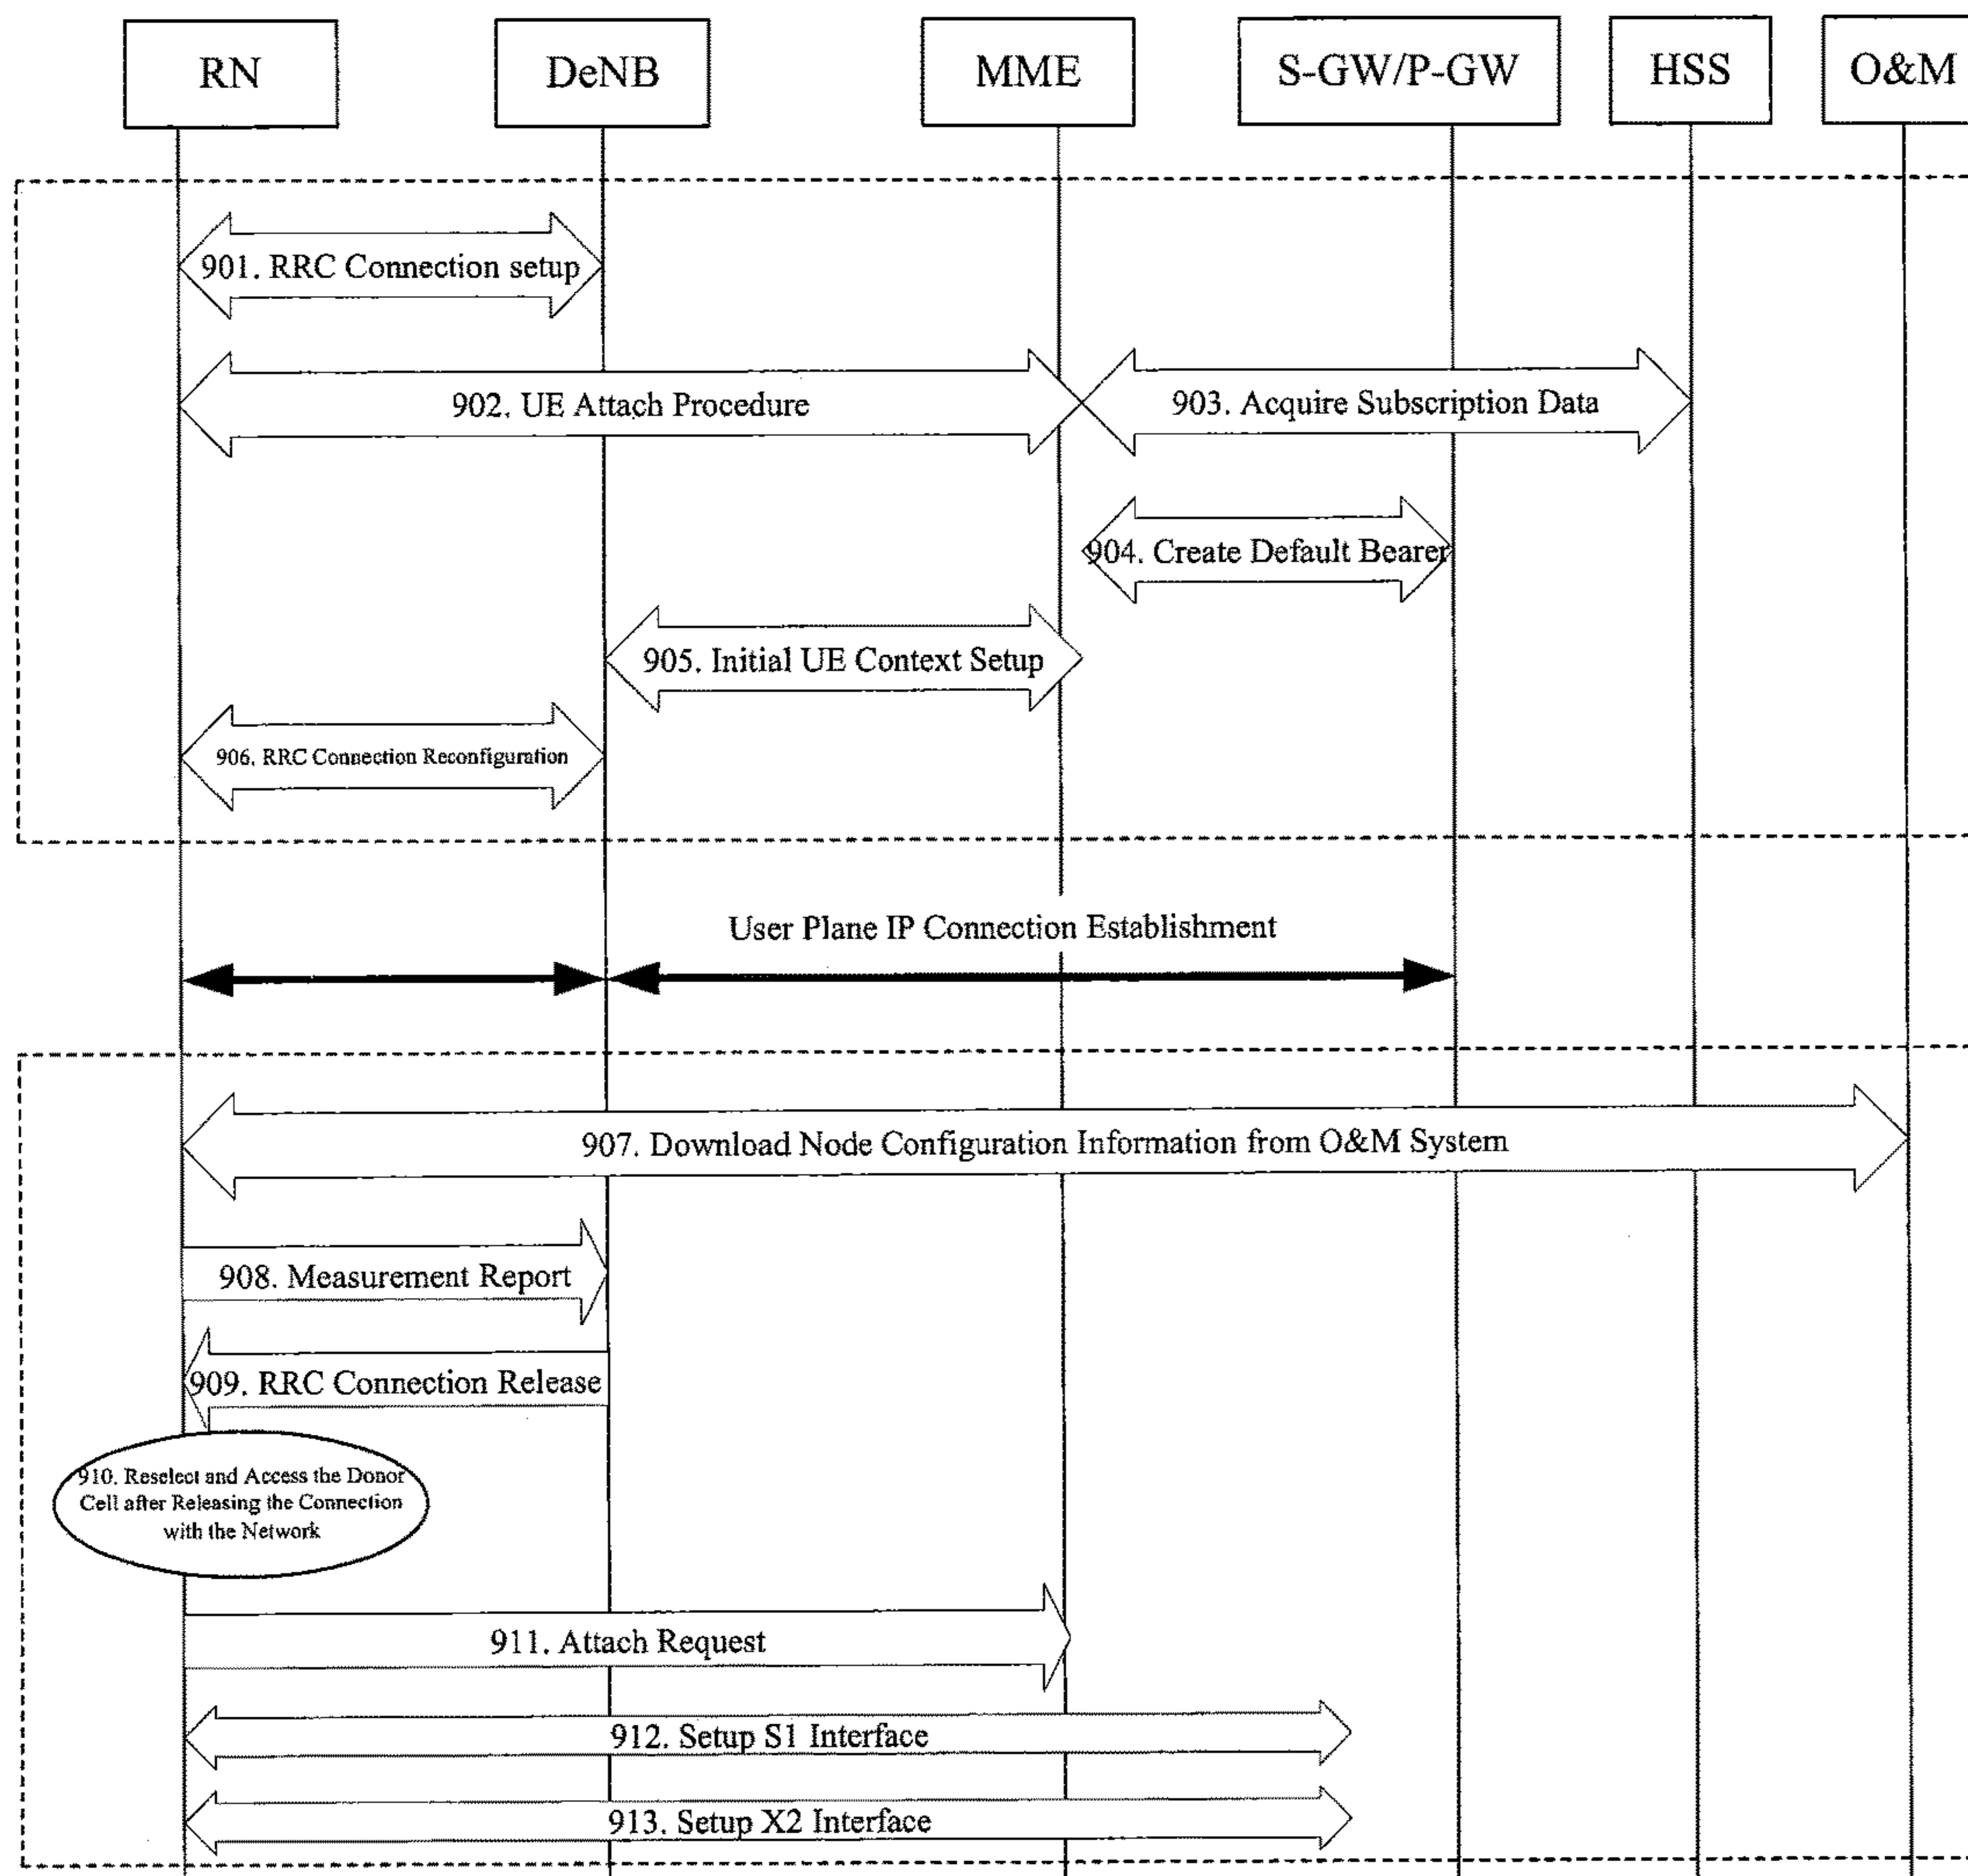 RN
DeNB
MME
S-GW/P-GW
HSS
O&M
901. RRC Connection setup
902. UE Attach Procedure
903. Acquire Subscription Data
904. Create Default Bearer
905. Initial UE Context Setup
906. RRC Connection Reconfiguration
User Plane IP Connection Establishment
907. Download Node Configuration Information from O&M System
908. Measurement Report
909. RRC Connection Release
910. Reselect and Access the Donor
Cell after Releasing the Connection
with the Network
911. Attach Request
912. Setup S1 Interface
913. Setup X2 Interface